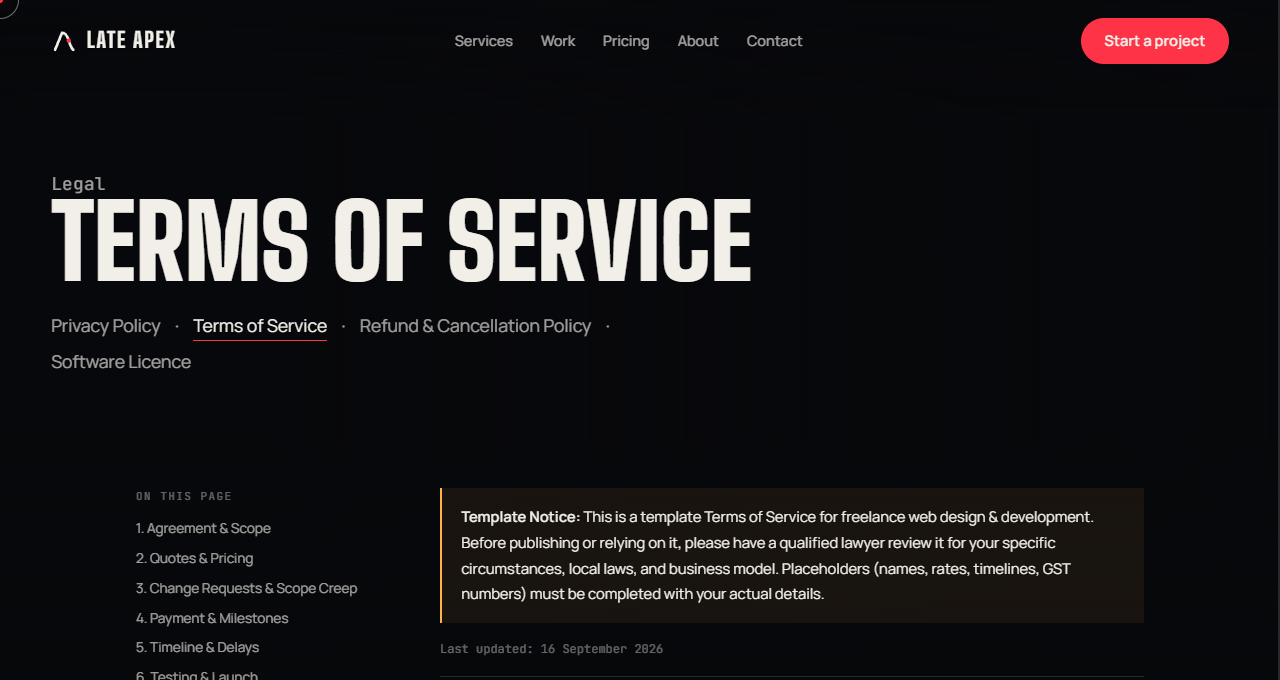 LATE APEX
Services Work Pricing About Contact
Start a project
Legal
TERMS OF SERVICE
Privacy Policy · Terms of Service · Refund & Cancellation Policy ·
Software Licence
ON THIS PAGE
1. Agreement & Scope
2. Quotes & Pricing
3. Change Requests & Scope Creep
4. Payment & Milestones
5. Timeline & Delays
6. Testing & Launch
Template Notice: This is a template Terms of Service for freelance web design & development.
Before publishing or relying on it, please have a qualified lawyer review it for your specific
circumstances, local laws, and business model. Placeholders (names, rates, timelines, GST
numbers) must be completed with your actual details.
Last updated: 16 September 2026